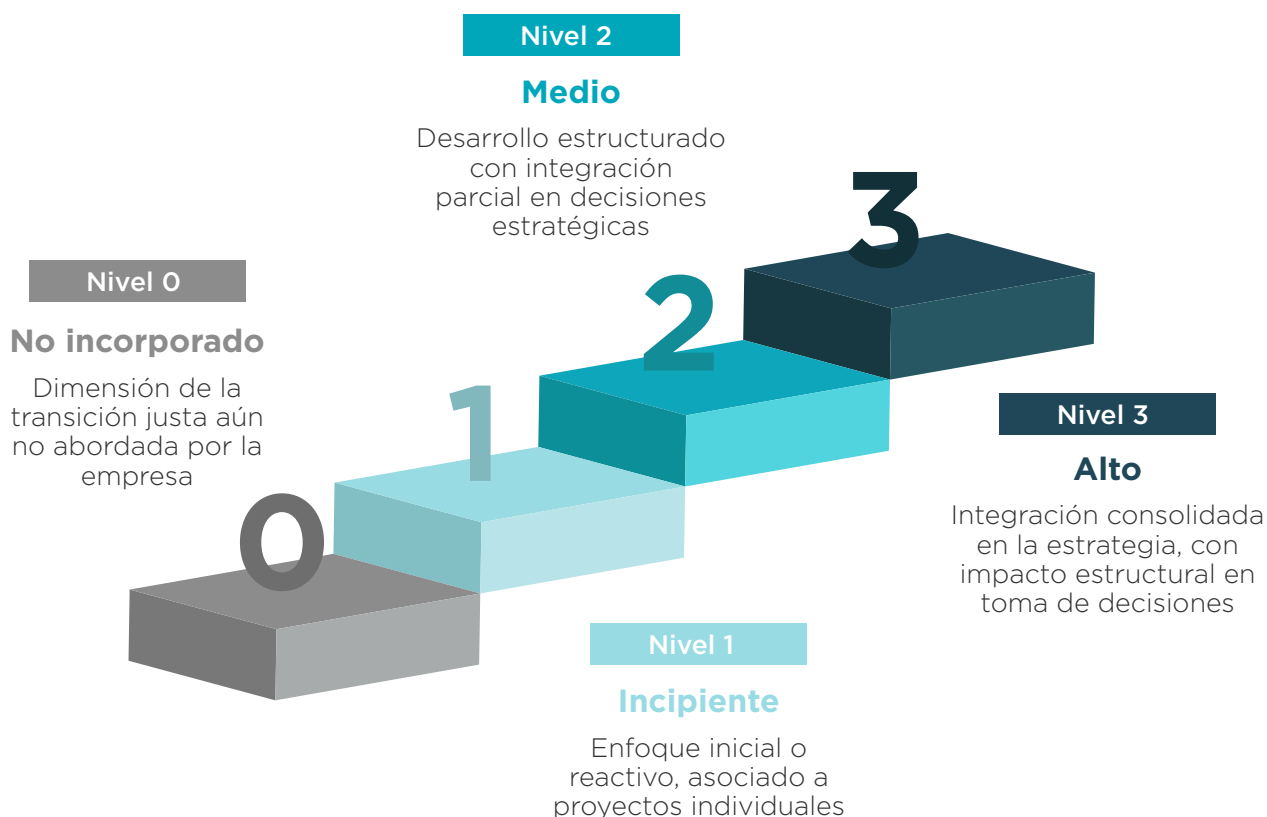 Nivel 2
Medio
Desarrollo estructurado
con integración
parcial en decisiones
estratégicas
3
Nivel 0
No incorporado
Dimensión de la
transición justa aún
no abordada por la
empresa
2
1
0
Nivel 3
Alto
Integración consolidada
en la estrategia, con
impacto estructural en
toma de decisiones
Nivel 1
Incipiente
Enfoque inicial o
reactivo, asociado a
proyectos individuales